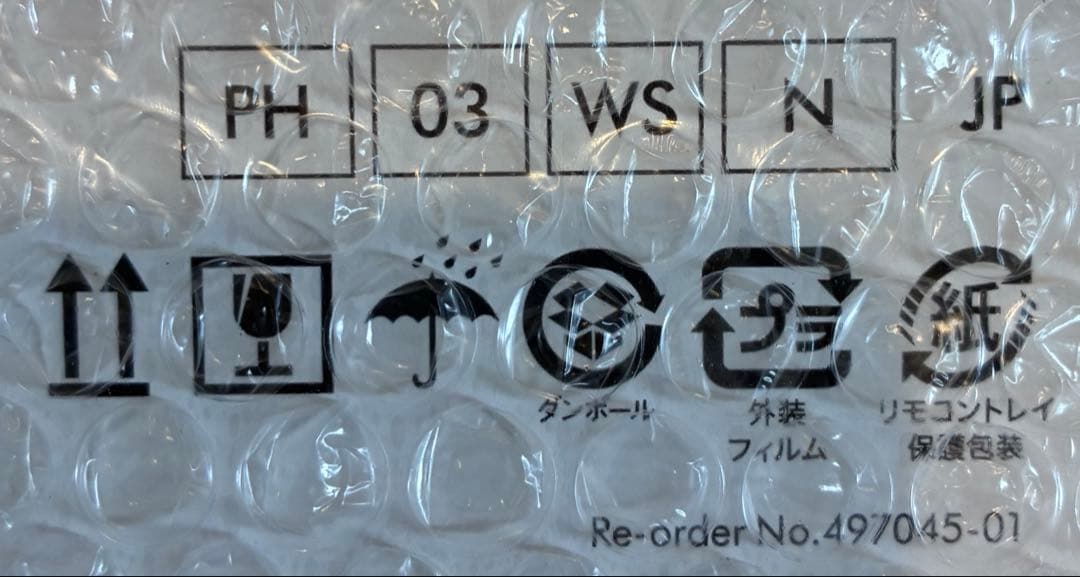 PH 03 WS N JP
プラ 紙
ダンボール 外装 リモコントレイ
フィルム 保護包装
Re-order No.497045-01